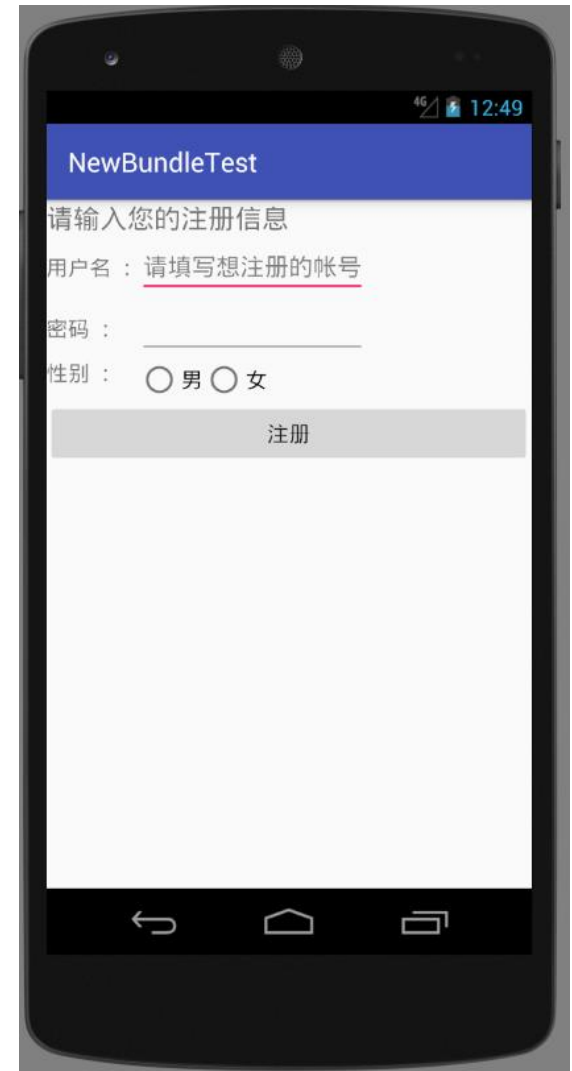 4G 12:49
NewBundleTest
请输入您的注册信息
用户名 : 请填写想注册的帐号
密码 :
性别 : 男 女
注册